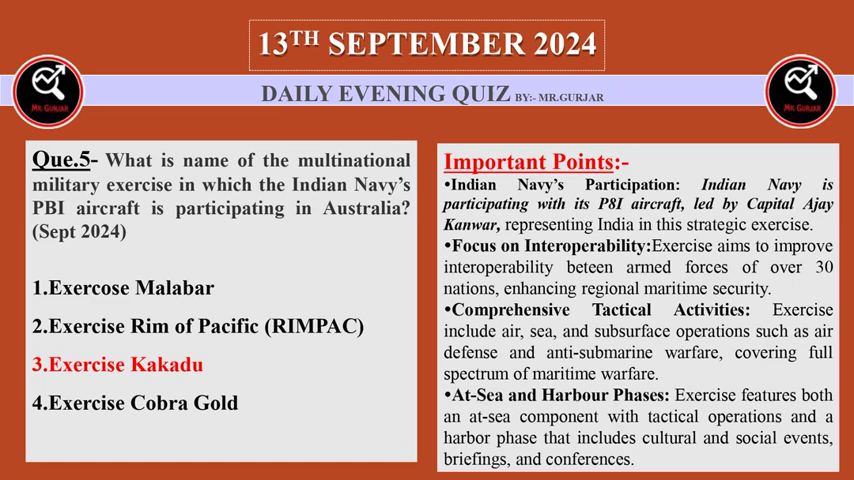 13TH SEPTEMBER 2024
DAILY EVENING QUIZ BY:- MR.GURJAR
MR. GURJAR
MR. GURJAR
Que.5- What is name of the multinational
military exercise in which the Indian Navy's
PBI aircraft is participating in Australia?
(Sept 2024)
1.Exercose Malabar
2.Exercise Rim of Pacific (RIMPAC)
3.Exercise Kakadu
4.Exercise Cobra Gold
Important Points:-
•Indian Navy's Participation: Indian Navy is
participating with its P8I aircraft, led by Capital Ajay
Kanwar, representing India in this strategic exercise.
•Focus on Interoperability:Exercise aims to improve
interoperability beteen armed forces of over 30
nations, enhancing regional maritime security.
•Comprehensive Tactical Activities: Exercise
include air, sea, and subsurface operations such as air
defense and anti-submarine warfare, covering full
spectrum of maritime warfare.
•At-Sea and Harbour Phases: Exercise features both
an at-sea component with tactical operations and a
harbor phase that includes cultural and social events,
briefings, and conferences.